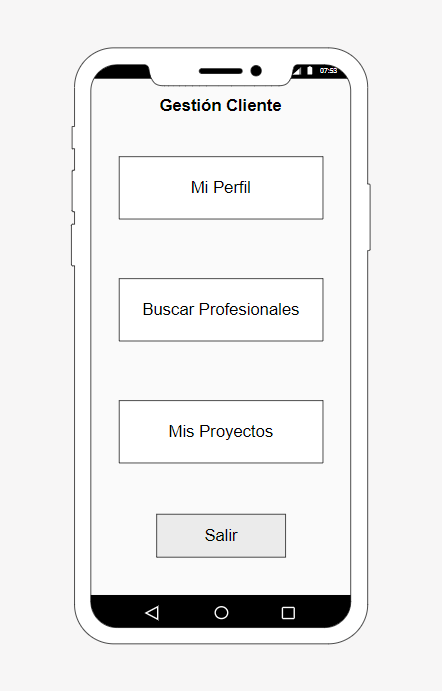 07:53
Gestión Cliente
Mi Perfil
Buscar Profesionales
Mis Proyectos
Salir